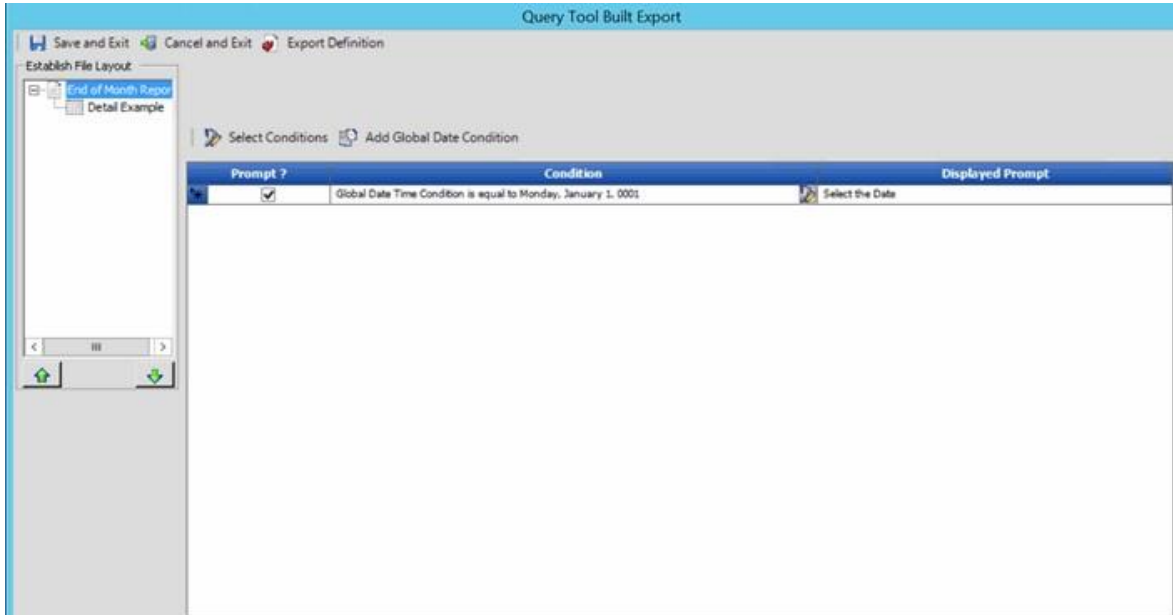 Query Tool Built Export
Save and Exit Cancel and Exit Export Definition
Establish File Layout
End of Month Repor
Detail Example
Select Conditions Add Global Date Condition
Prompt ? Condition Displayed Prompt
Global Date Time Condition is equal to Monday, January 1, 0001 Select the Date